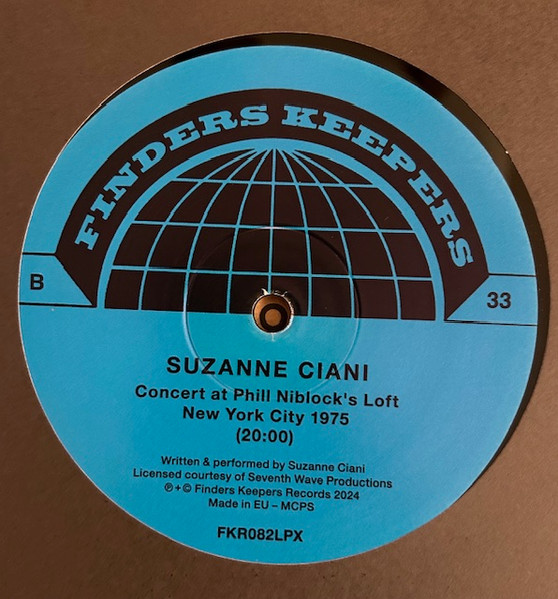 FINDERS KEEPERS
B
33
SUZANNE CIANI
Concert at Phill Niblock's Loft
New York City 1975
(20:00)
Written & performed by Suzanne Ciani
Licensed courtesy of Seventh Wave Productions
℗+© Finders Keepers Records 2024
Made in EU – MCPS
FKR082LPX